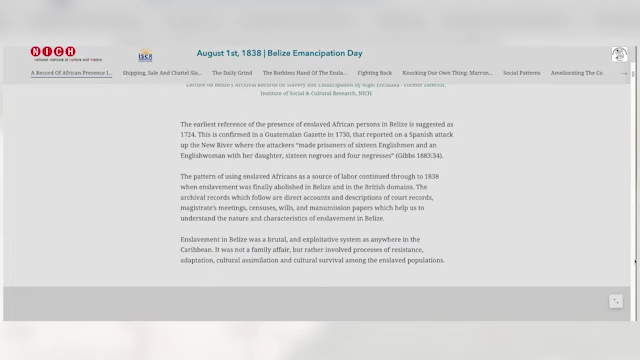 NICH
national institute of culture and history
ISCR
August 1st, 1838 | Belize Emancipation Day
A Record Of African Presence I...
Shipping, Sale And Chattel Sla...
The Daily Grind
The Ruthless Hand Of The Ensla...
Fighting Back
Knocking Our Own Thing: Marroe...
Social Patterns
Ameliorating The Co
Lecture on Belize's Archival Records on Slavery and Emancipation by Nigel Encalada - Former Director,
Institute of Social & Cultural Research, NICH.
The earliest reference of the presence of enslaved African persons in Belize is suggested as
1724. This is confirmed in a Guatemalan Gazette in 1730, that reported on a Spanish attack
up the New River where the attackers "made prisoners of sixteen Englishmen and an
Englishwoman with her daughter, sixteen negroes and four negresses" (Gibbs 1883:34).
The pattern of using enslaved Africans as a source of labor continued through to 1838
when enslavement was finally abolished in Belize and in the British domains. The
archival records which follow are direct accounts and descriptions of court records,
magistrate's meetings, censuses, wills, and manumission papers which help us to
understand the nature and characteristics of enslavement in Belize.
Enslavement in Belize was a brutal, and exploitative system as anywhere in the
Caribbean. It was not a family affair, but rather involved processes of resistance,
adaptation, cultural assimilation and cultural survival among the enslaved populations.